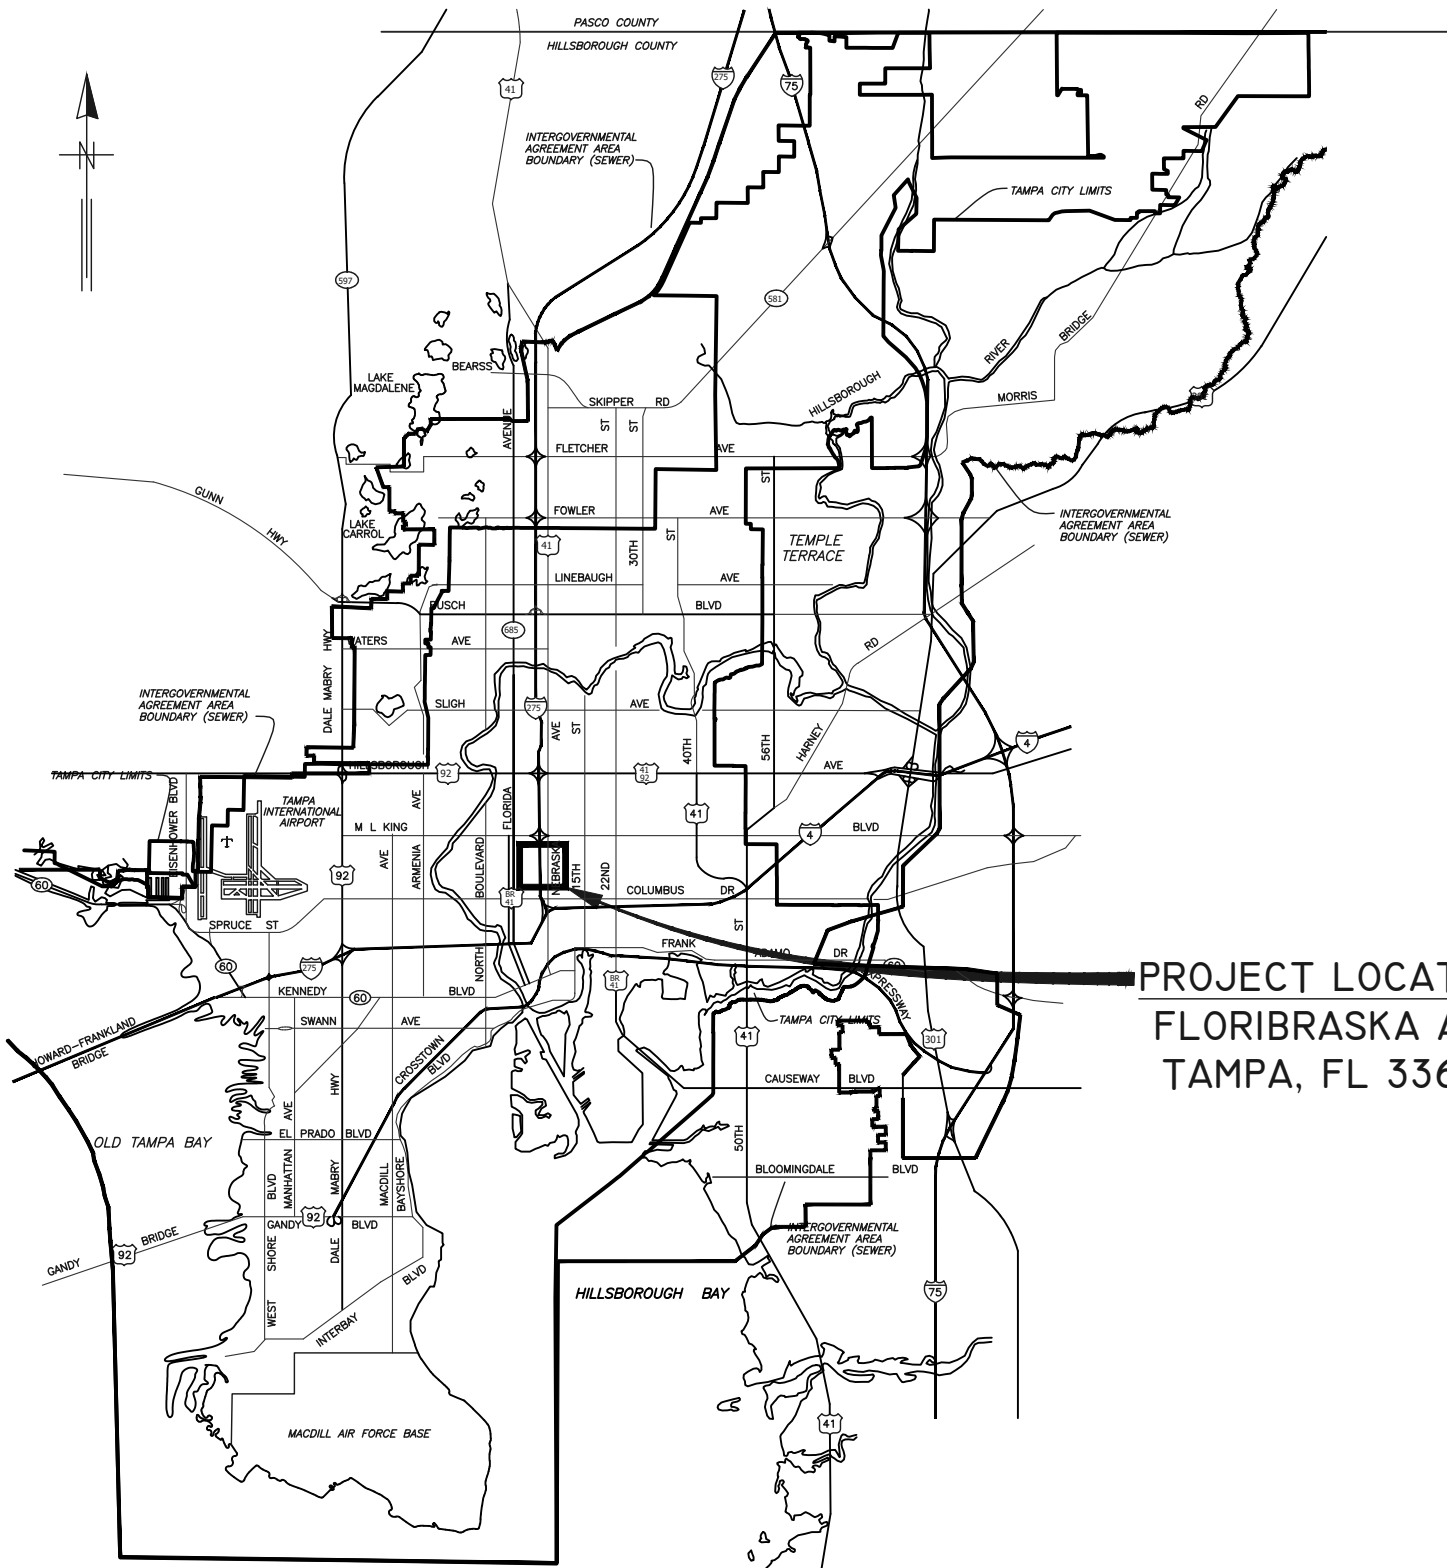 PASCO COUNTY
HILLSBOROUGH COUNTY
41
275
75
INTERGOVERNMENTAL
AGREEMENT AREA
BOUNDARY (SEWER)
N
RD
TAMPA CITY LIMITS
597
581
BEARSS
LAKE
MAGDALENE
HILLSBOROUGH
RIVER
BRIDGE
MORRIS
SKIPPER RD
AVENUE
ST
ST
FLETCHER AVE
GUNN
HWY
ST
LAKE
CARROL
FOWLER AVE
41
30TH
ST
TEMPLE
TERRACE
INTERGOVERNMENTAL
AGREEMENT AREA
BOUNDARY (SEWER)
LINEBAUGH AVE
BUSCH BLVD
685
HWY
WATERS AVE
RD
INTERGOVERNMENTAL
AGREEMENT AREA
BOUNDARY (SEWER)
DALE MABRY
SLIGH AVE
275
AVE
ST
40TH
56TH
HARNEY
4
TAMPA CITY LIMITS
HILLSBOROUGH
92
41
92
AVE
EISENHOWER BLVD
TAMPA
INTERNATIONAL
AIRPORT
AVE
FLORIDA
41
M L KING
4
BLVD
AVE
ARMENIA
BOULEVARD
NEBRASKA
15TH
22ND
60
92
BR
41
COLUMBUS DR
SPRUCE ST
ST
60
275
NORTH
FRANK
ADAMO
DR
60
BR
41
EXPRESSWAY
PROJECT LOCAT
FLORIBRASKA A
TAMPA, FL 336
KENNEDY
60
BLVD
HOWARD-FRANKLAND
BRIDGE
SWANN AVE
TAMPA CITY LIMITS
41
301
CROSSTOWN
BLVD
HWY
CAUSEWAY BLVD
AVE
OLD TAMPA BAY
EL PRADO BLVD
50TH
BLVD
MANHATTAN
MABRY
MACDILL
BAYSHORE
BLOOMINGDALE BLVD
92
GANDY BLVD
GANDY
BRIDGE
92
SHORE
DALE
BLVD
INTERGOVERNMENTAL
AGREEMENT AREA
BOUNDARY (SEWER)
WEST
INTERBAY
HILLSBOROUGH BAY
75
MACDILL AIR FORCE BASE
41